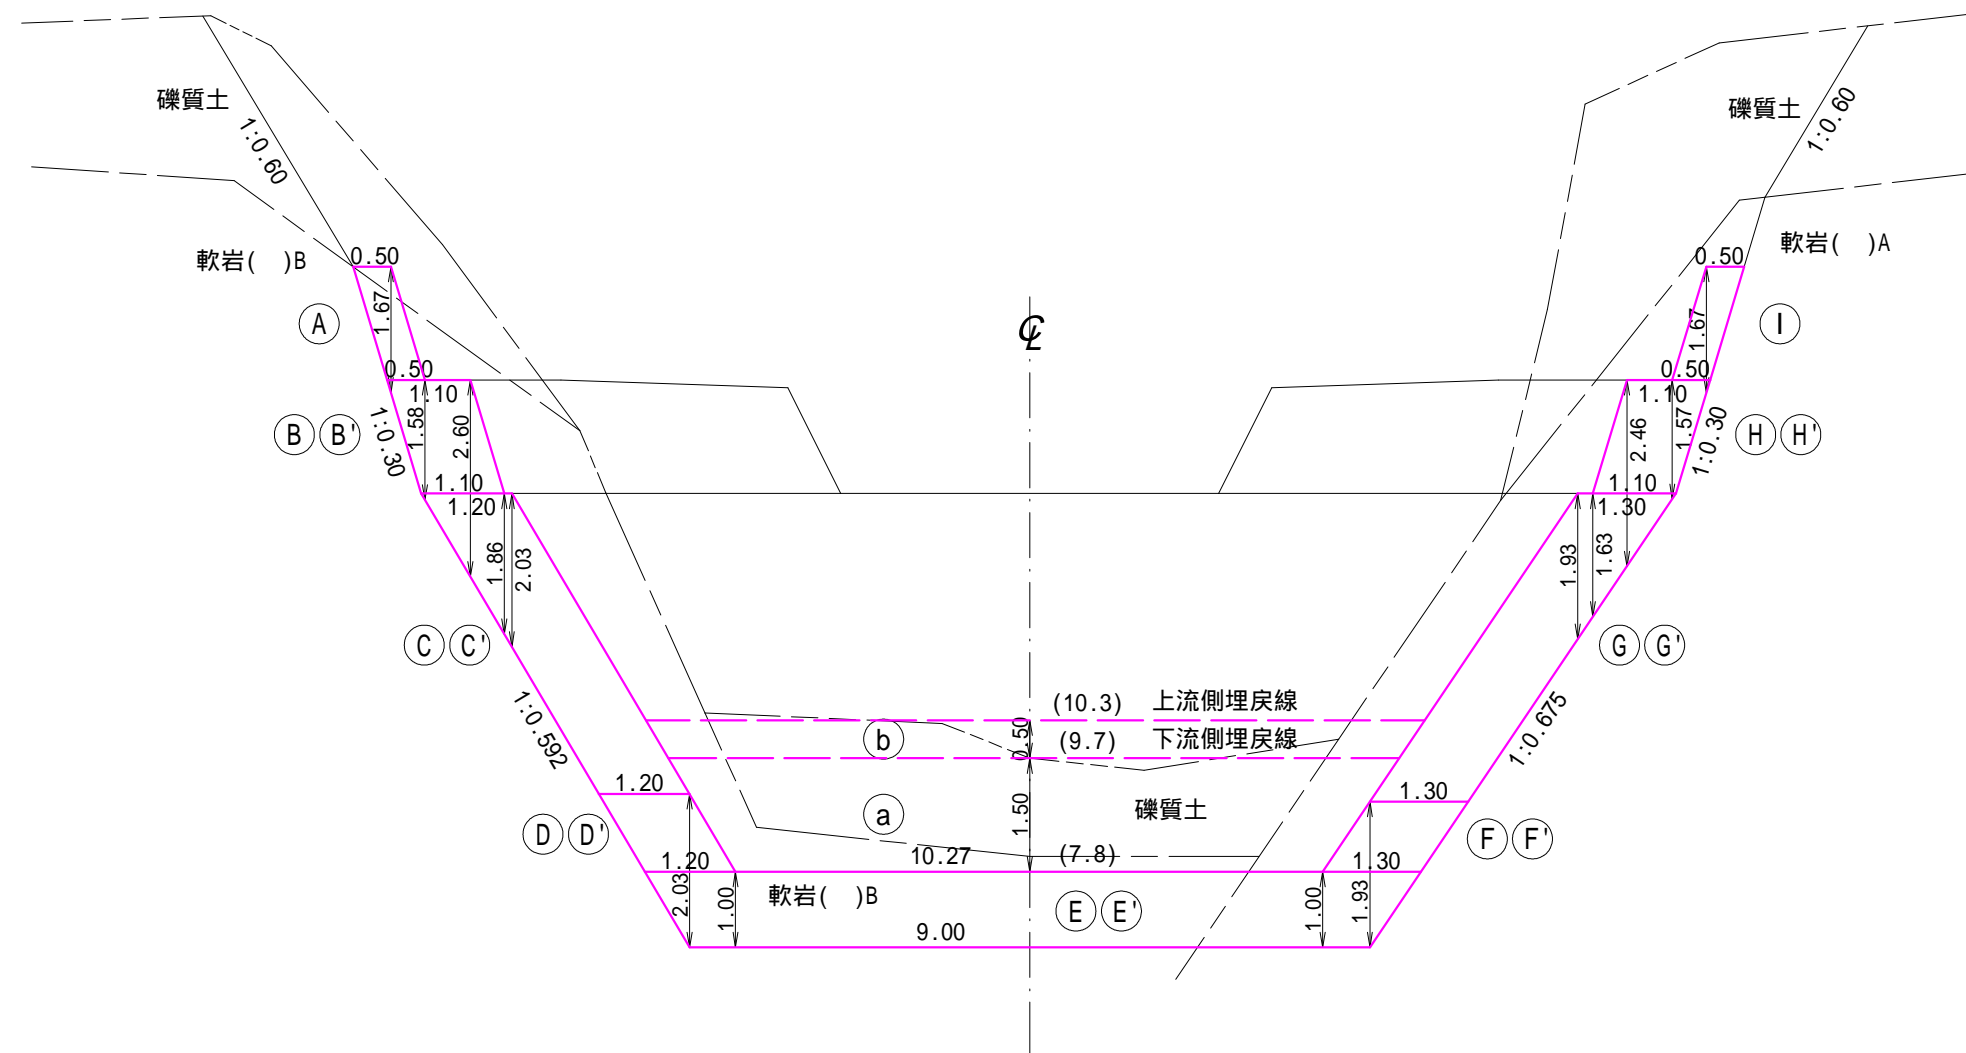 礫質土
礫質土
1:0.60
1:0.60
軟岩( )B
0.50
0.50
軟岩( )A
1.67
1.67
A
I
℄
0.50
0.50
1.10
1.10
1:0.30
1.58
2.60
2.46
1.57
1:0.30
B B'
H H'
1.10
1.10
1.20
1.30
1.86
2.03
1.93
1.63
C C'
G G'
(10.3) 上流側埋戻線
0.50
b
(9.7) 下流側埋戻線
1:0.592
1:0.675
1.20
1.30
1.50
a
礫質土
D D'
F F'
1.20
10.27
(7.8)
1.30
2.03
1.00
軟岩( )B
E E'
1.00
1.93
9.00